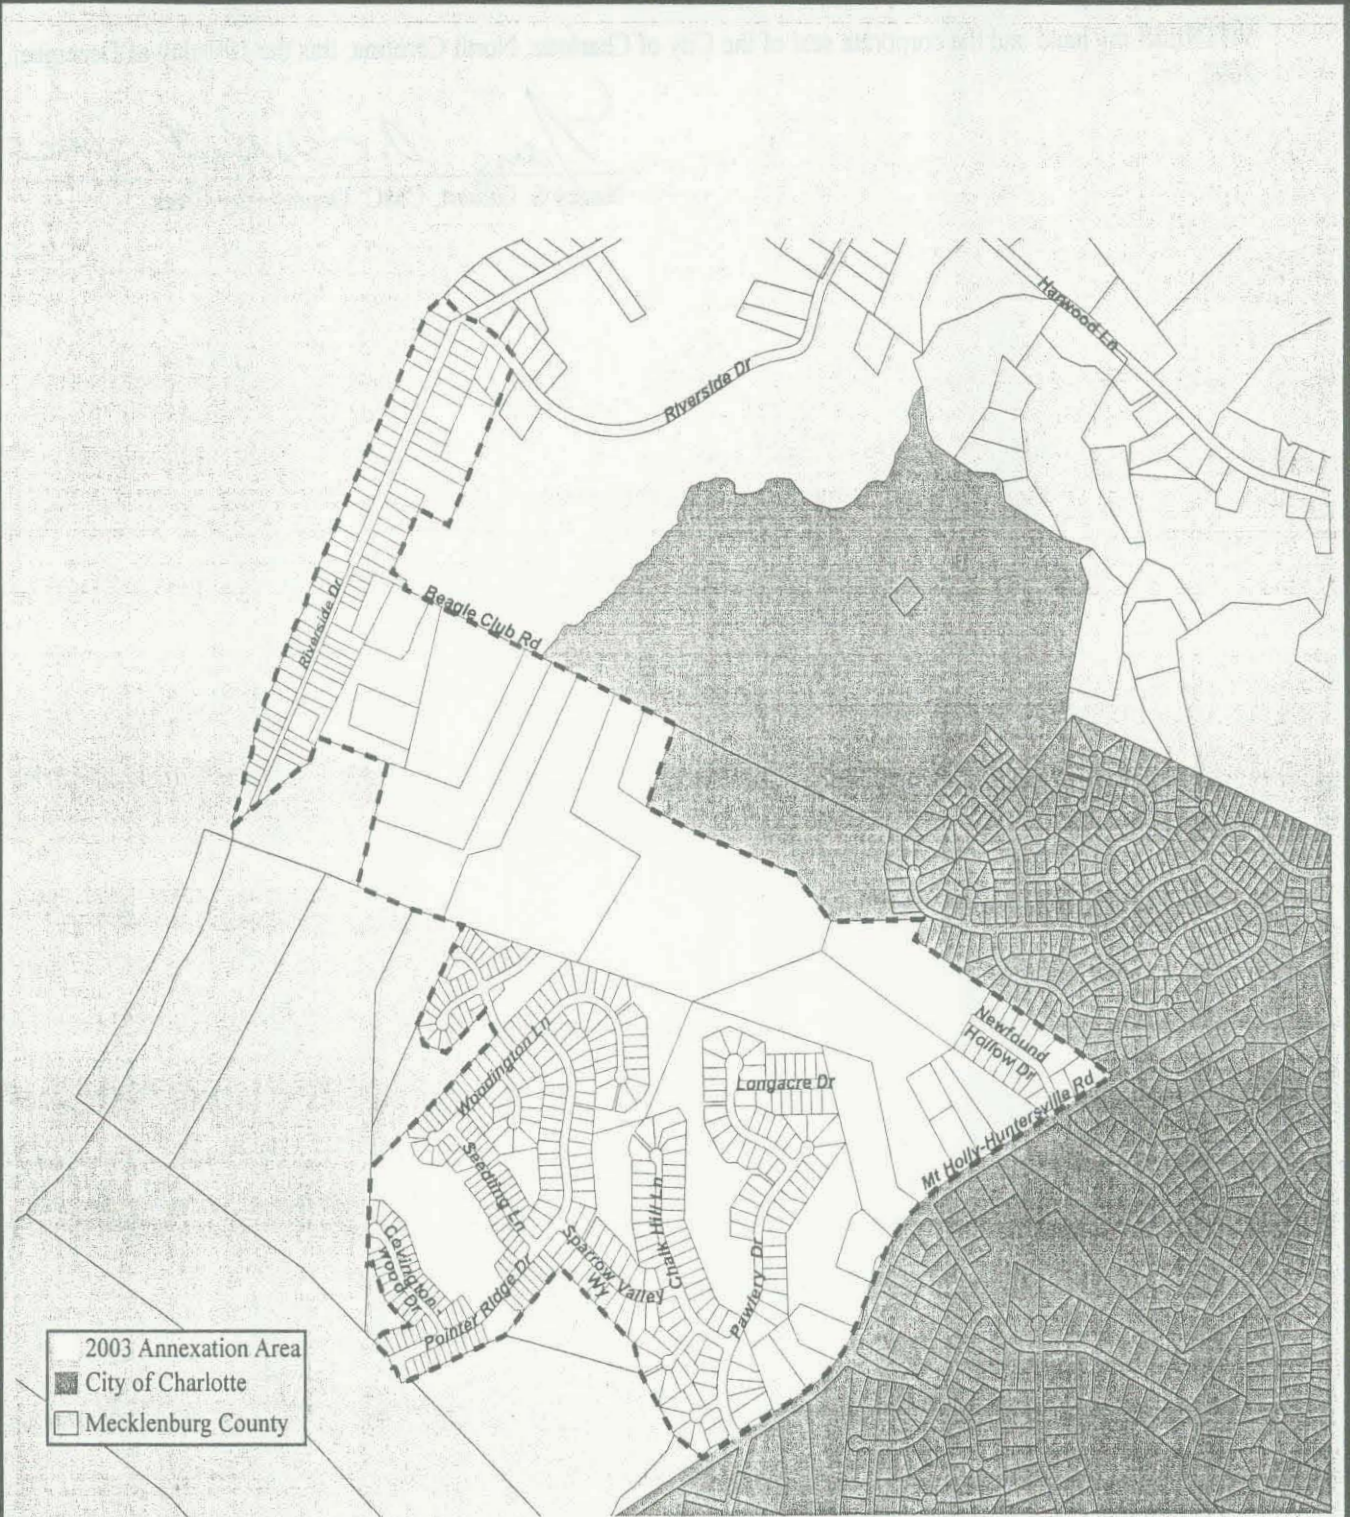 Harwood Ln
Riverside Dr
Beagle Club Rd
Riverside Dr
Newfound
Hollow Dr
Woodington Ln
Longacre Dr
Mt Holly-Huntersville Rd
Seedling Ln
Chalk Hill Ln
Covington-
Wood Dr
Sparrow Valley
Wy
Pawlery Dr
Pointer Ridge Dr
2003 Annexation Area
City of Charlotte
Mecklenburg County